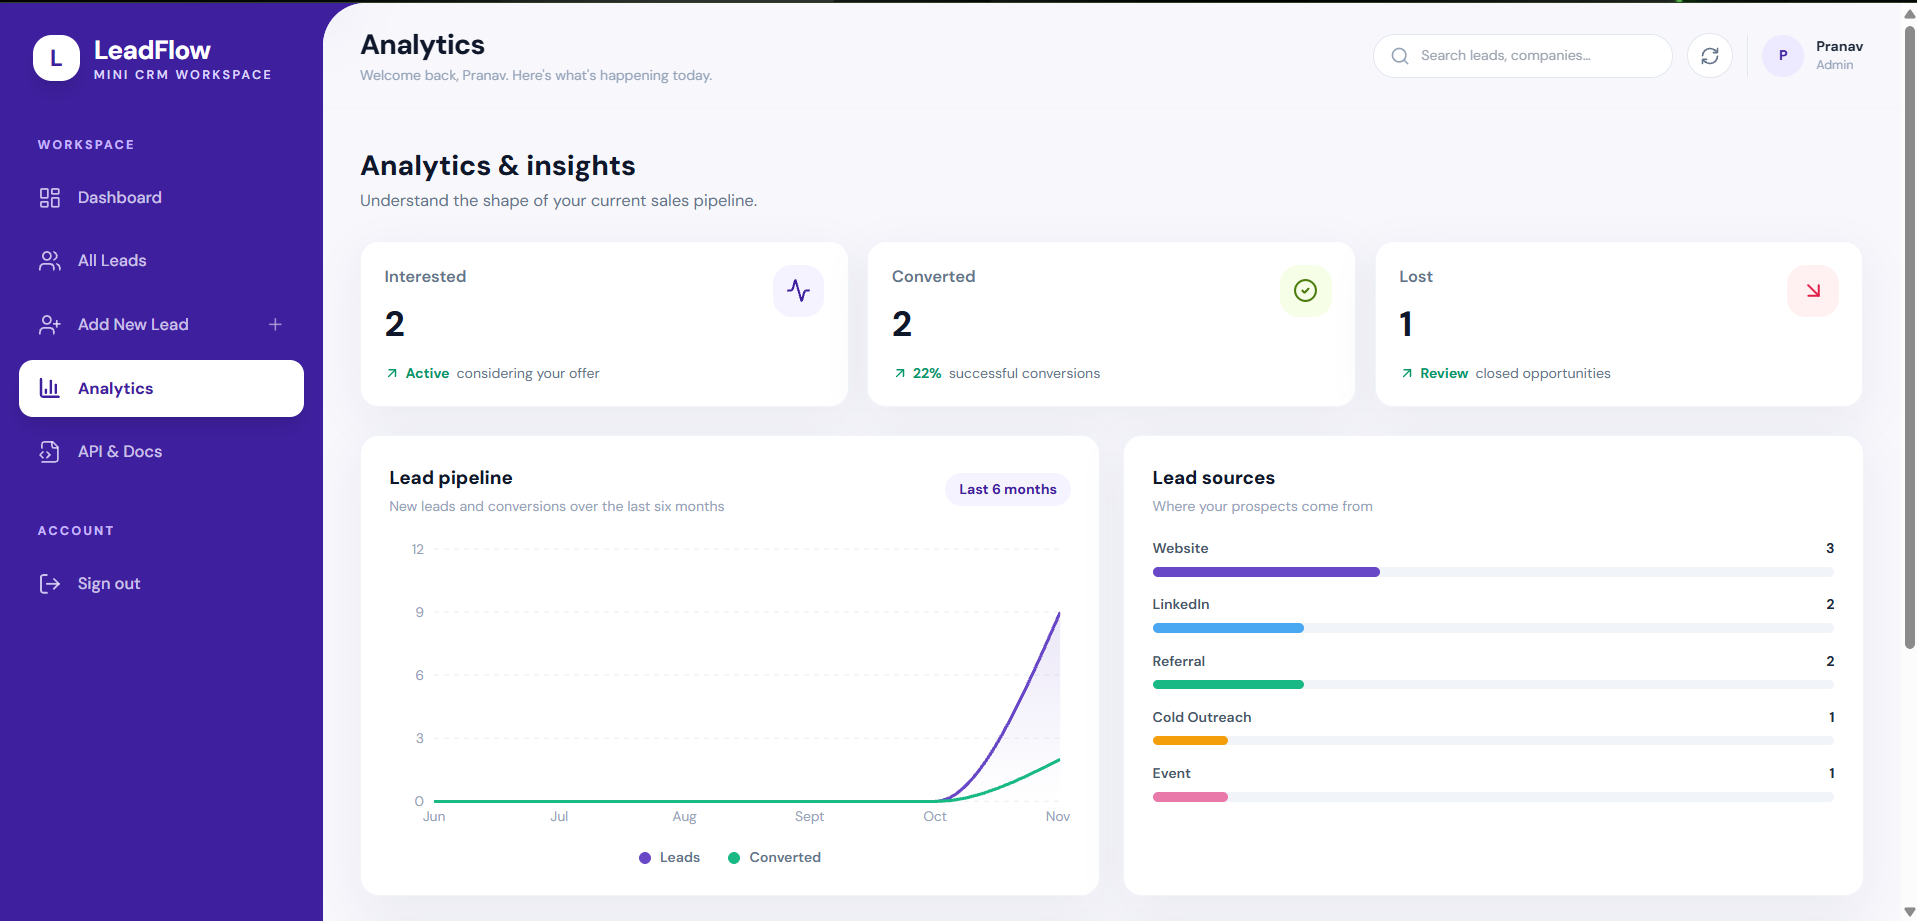 L
LeadFlow
MINI CRM WORKSPACE
WORKSPACE
Dashboard
All Leads
Add New Lead
Analytics
API & Docs
ACCOUNT
Sign out
Analytics
Welcome back, Pranav. Here's what's happening today.
Search leads, companies...
P
Pranav
Admin
Analytics & insights
Understand the shape of your current sales pipeline.
Interested
2
Active considering your offer
Converted
2
22% successful conversions
Lost
1
Review closed opportunities
Lead pipeline
New leads and conversions over the last six months
Last 6 months
12
9
6
3
0
Jun Jul Aug Sept Oct Nov
Leads Converted
Lead sources
Where your prospects come from
Website 3
LinkedIn 2
Referral 2
Cold Outreach 1
Event 1